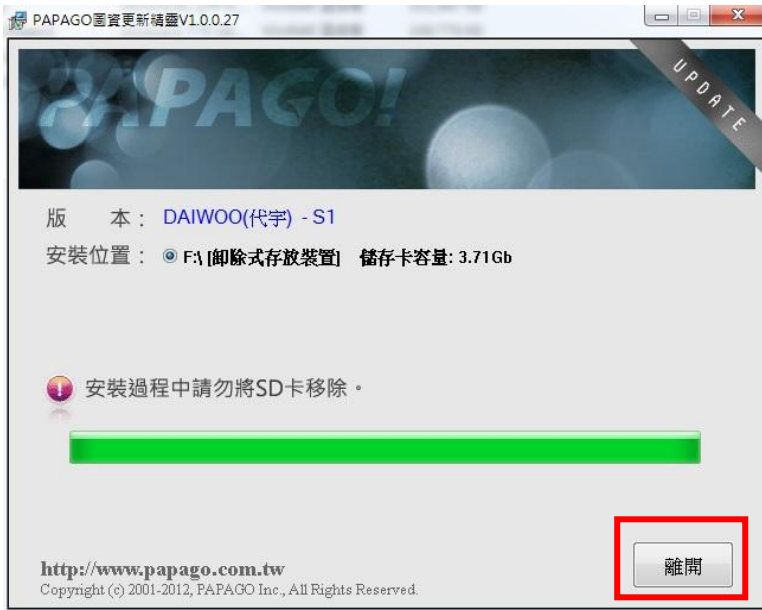 PAPAGO圖資更新精靈V1.0.0.27
PAPAGO!
UPDATE
版 本： DAIWOO(代宇) - S1
安裝位置： F:\ [卸除式存放裝置] 儲存卡容量: 3.71Gb
安裝過程中請勿將SD卡移除。
離開
http://www.papago.com.tw
Copyright (c) 2001-2012, PAPAGO Inc., All Rights Reserved.